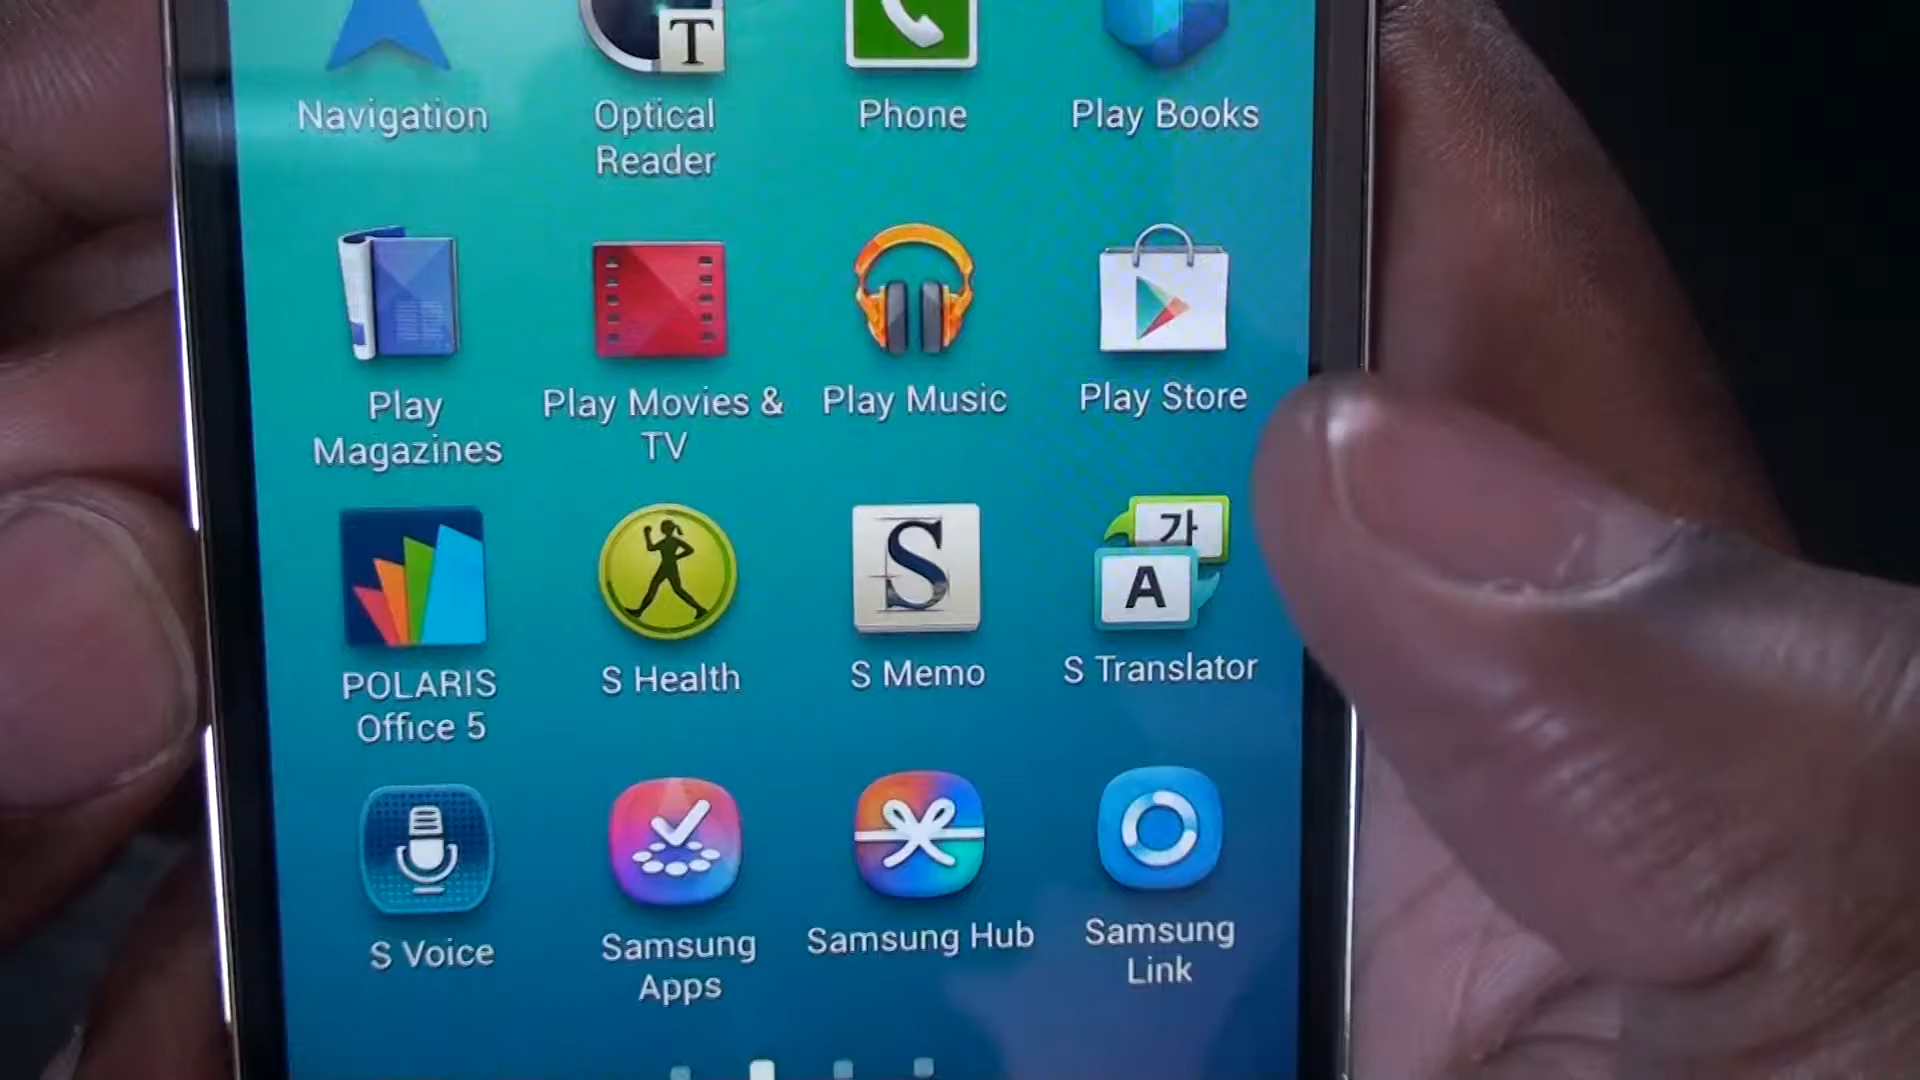 T
Navigation
Optical
Reader
Phone
Play Books
Play
Magazines
Play Movies &
TV
Play Music
Play Store
S
가
A
POLARIS
Office 5
S Health
S Memo
S Translator
S Voice
Samsung
Apps
Samsung Hub
Samsung
Link